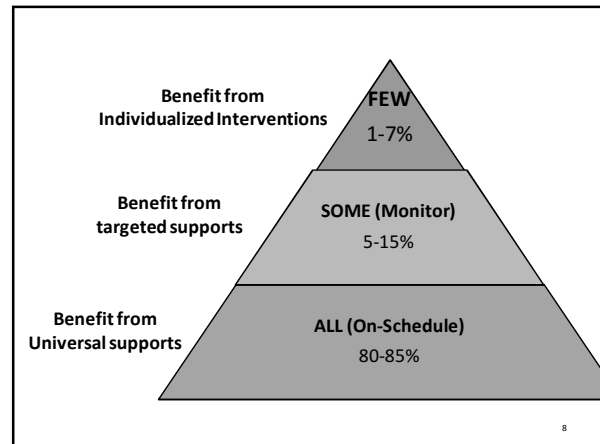 Benefit from
Individualized Interventions
FEW
1-7%
Benefit from
targeted supports
SOME (Monitor)
5-15%
Benefit from
Universal supports
ALL (On-Schedule)
80-85%
8